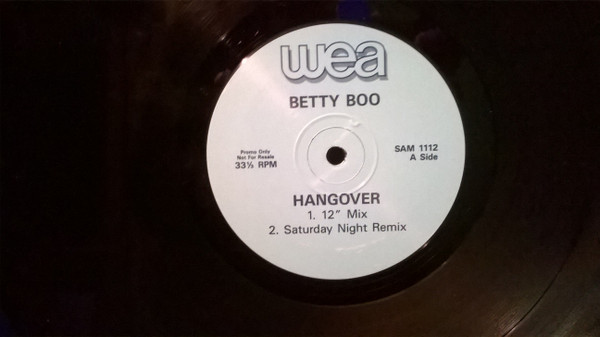 wea
BETTY BOO
Promo Only
Not For Resale
33⅓ RPM
SAM 1112
A Side
HANGOVER
1. 12" Mix
2. Saturday Night Remix